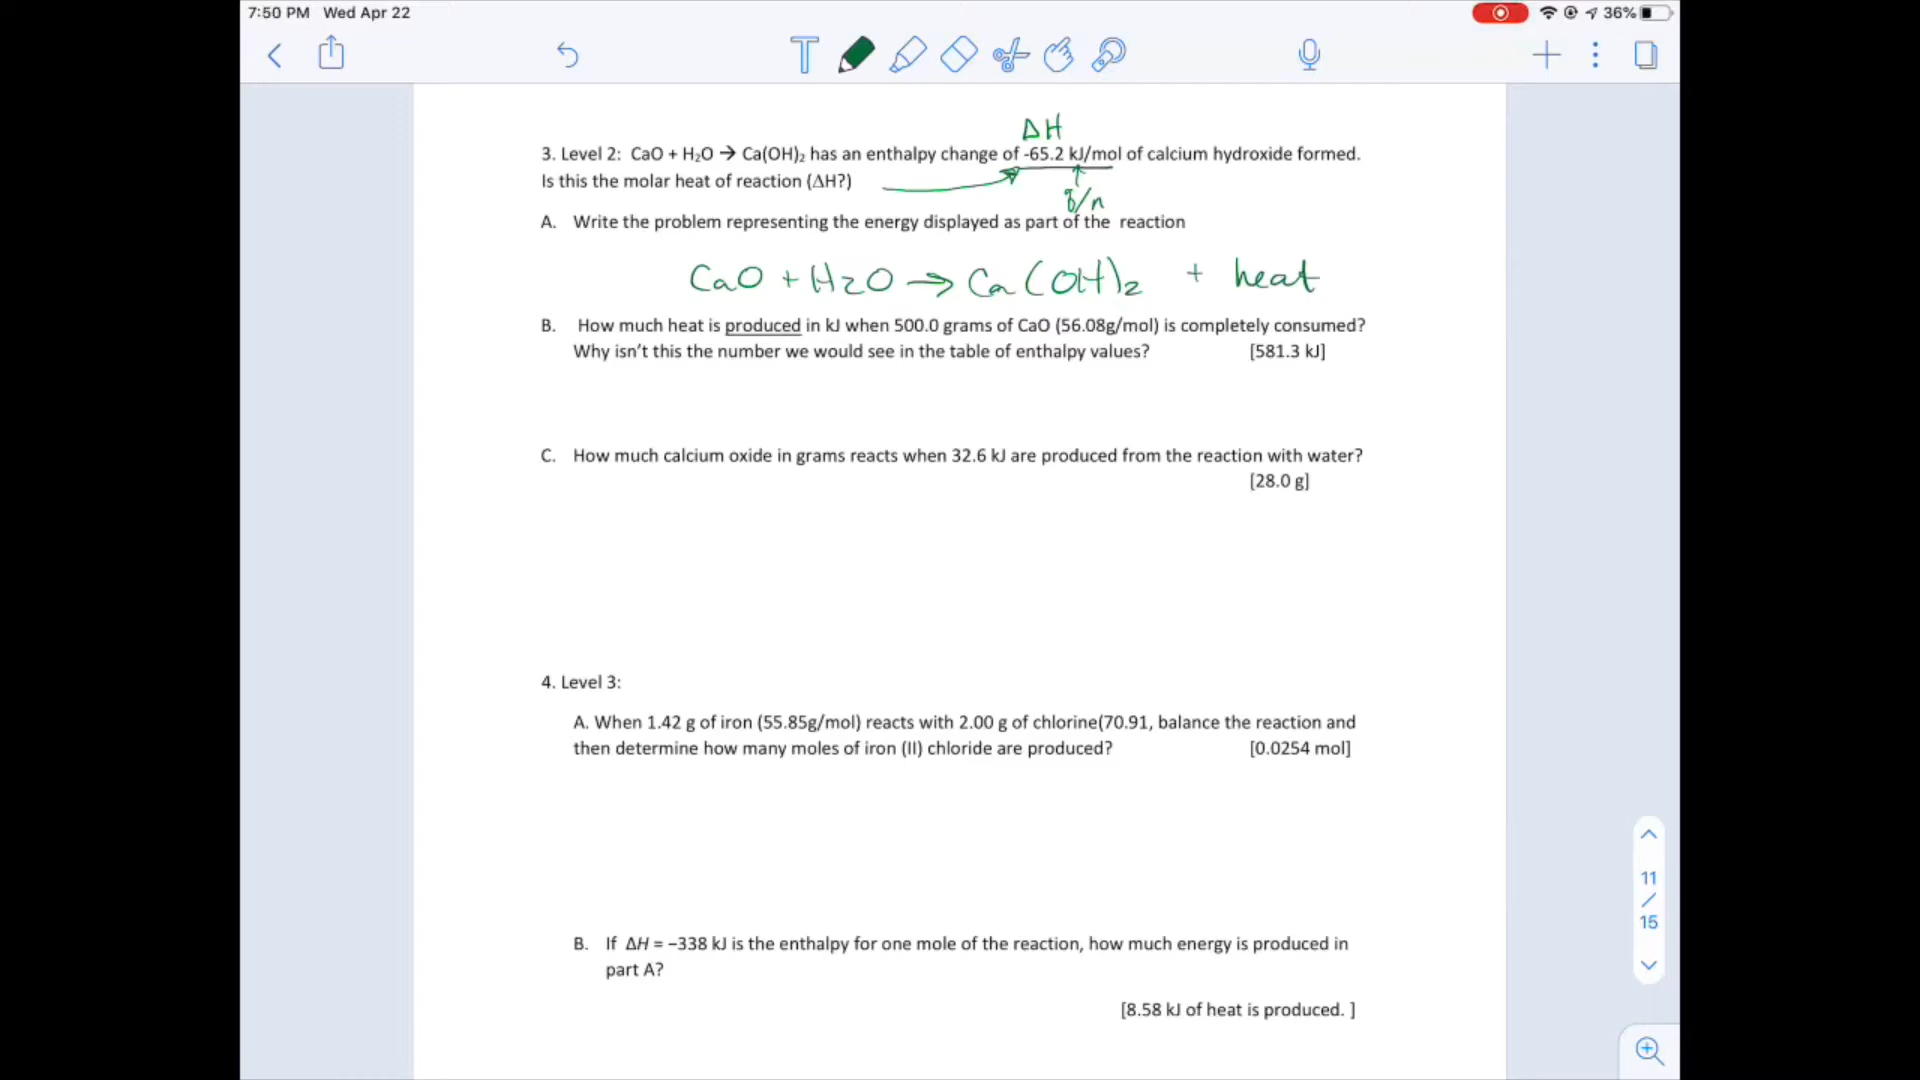 7:50 PM Wed Apr 22
36%
ΔH
3. Level 2: CaO + H₂O → Ca(OH)₂ has an enthalpy change of -65.2 kJ/mol of calcium hydroxide formed.
Is this the molar heat of reaction (ΔH?)
q/n
A. Write the problem representing the energy displayed as part of the reaction
CaO + H2O → Ca(OH)2 + heat
B. How much heat is produced in kJ when 500.0 grams of CaO (56.08g/mol) is completely consumed?
Why isn't this the number we would see in the table of enthalpy values? [581.3 kJ]
C. How much calcium oxide in grams reacts when 32.6 kJ are produced from the reaction with water?
[28.0 g]
4. Level 3:
A. When 1.42 g of iron (55.85g/mol) reacts with 2.00 g of chlorine(70.91, balance the reaction and
then determine how many moles of iron (II) chloride are produced? [0.0254 mol]
B. If ΔH = −338 kJ is the enthalpy for one mole of the reaction, how much energy is produced in
part A?
[8.58 kJ of heat is produced. ]
11
/
15